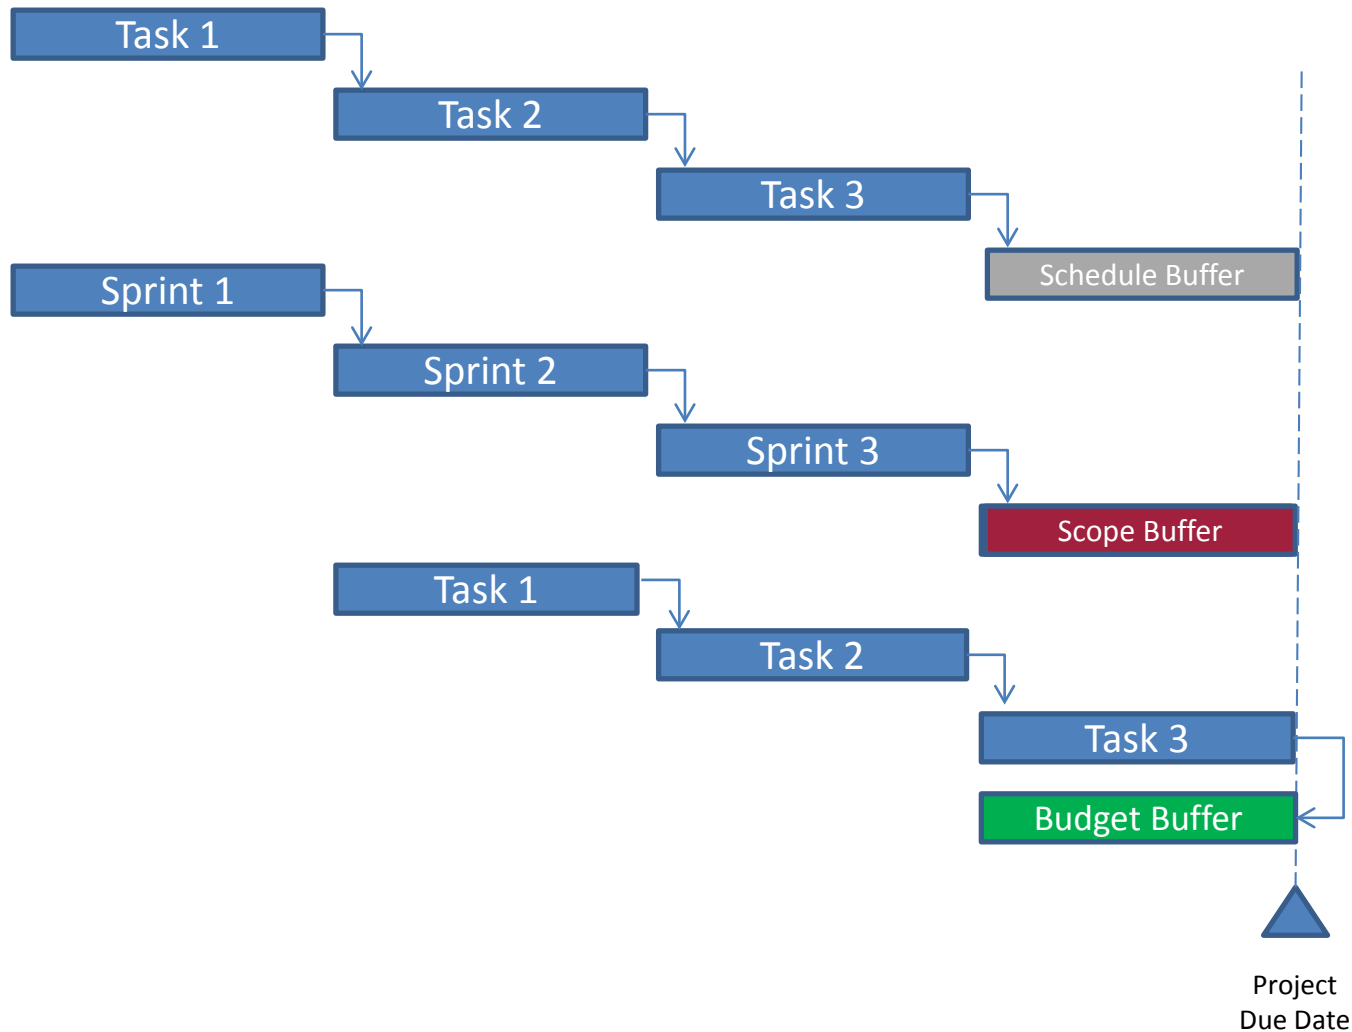 Task 1
Task 2
Task 3
Schedule Buffer
Sprint 1
Sprint 2
Sprint 3
Scope Buffer
Task 1
Task 2
Task 3
Budget Buffer
Project
Due Date